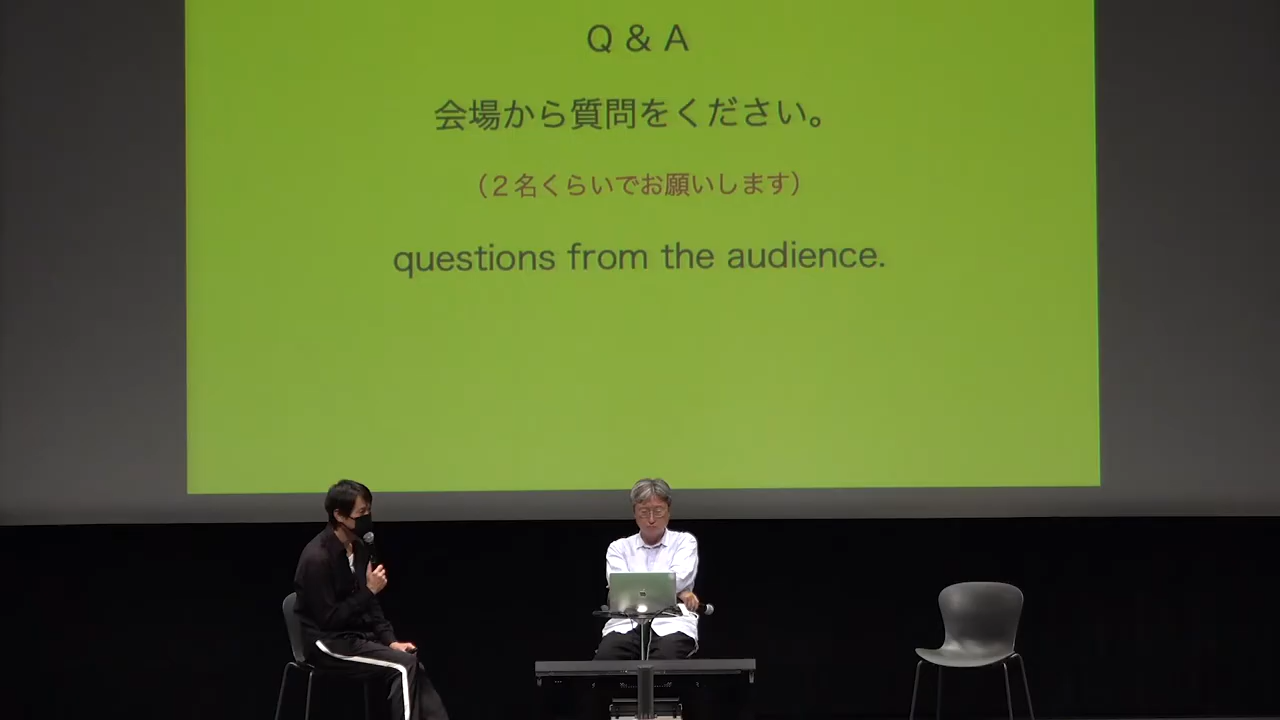 Q & A
会場から質問をください。
（２名くらいでお願いします）
questions from the audience.